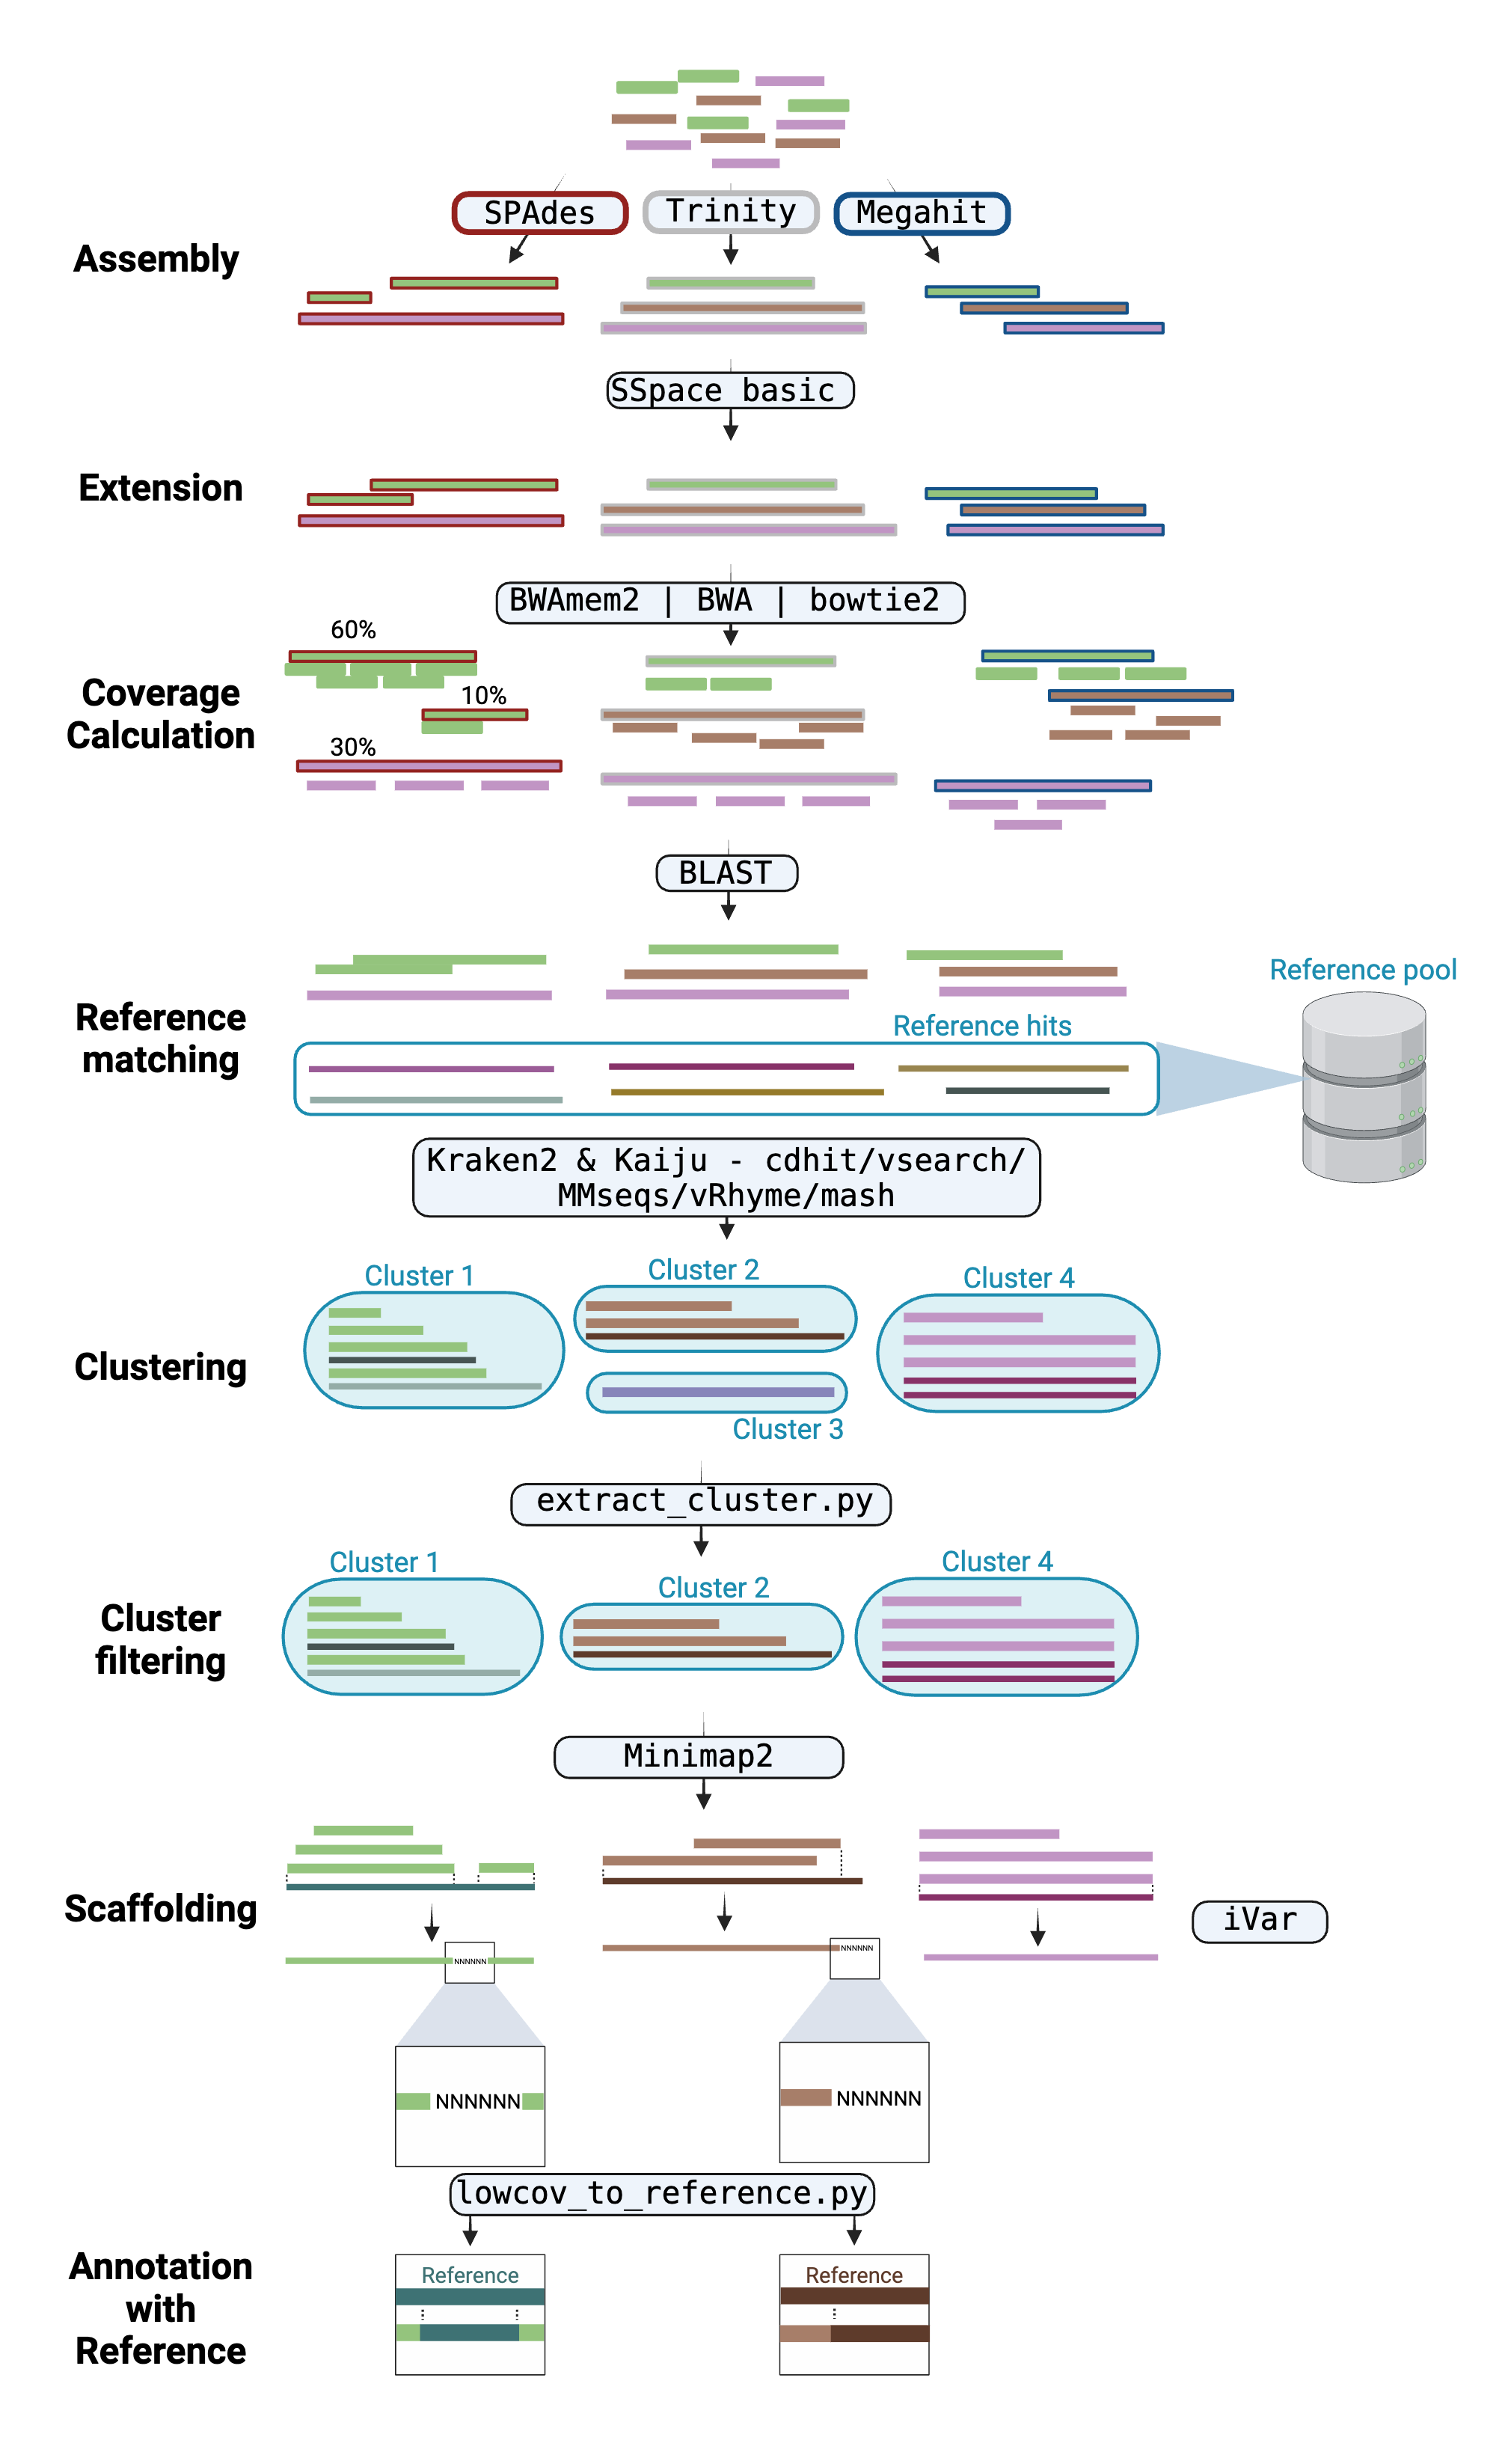 SPAdes
Trinity
Megahit
Assembly
SSpace basic
Extension
BWAmem2 | BWA | bowtie2
60%
10%
30%
Coverage
Calculation
BLAST
Reference
matching
Reference hits
Reference pool
Kraken2 & Kaiju - cdhit/vsearch/
MMseqs/vRhyme/mash
Cluster 1
Cluster 2
Cluster 4
Clustering
Cluster 3
extract_cluster.py
Cluster 1
Cluster 2
Cluster 4
Cluster
filtering
Minimap2
Scaffolding
iVar
NNNNNN
NNNNNN
NNNNNN
NNNNNN
lowcov_to_reference.py
Annotation
with
Reference
Reference
Reference